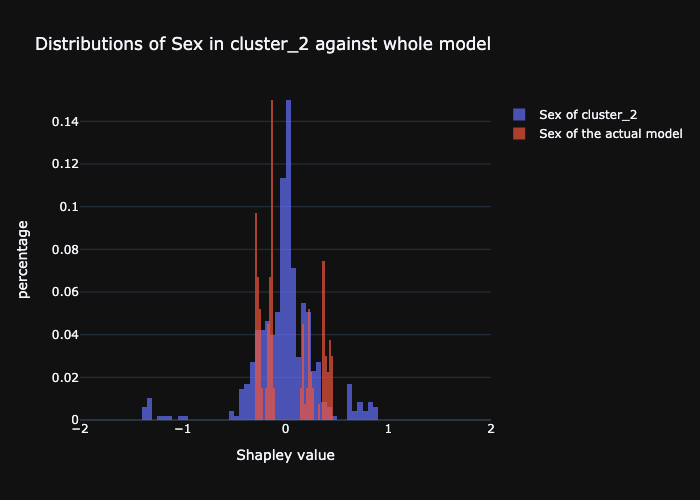 Distributions of Sex in cluster_2 against whole model
Sex of cluster_2
Sex of the actual model
percentage
0.14
0.12
0.1
0.08
0.06
0.04
0.02
0
−2
−1
0
1
2
Shapley value